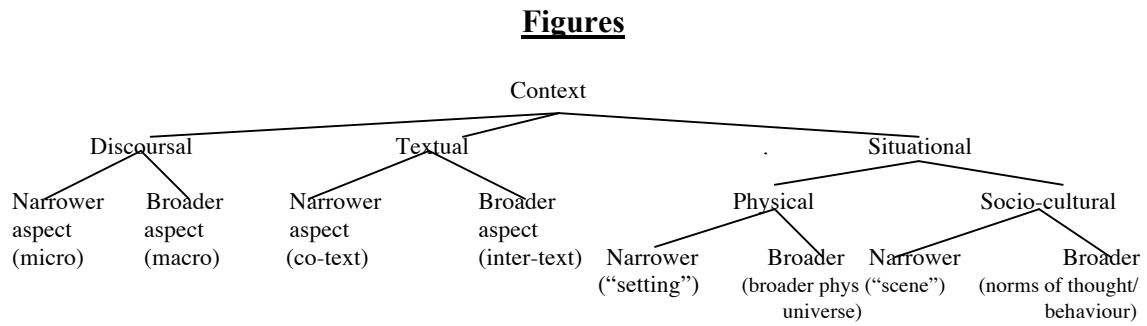 Figures
Context
Discoursal Textual . Situational
Narrower Broader Narrower Broader Physical Socio-cultural
aspect aspect aspect aspect
(micro) (macro) (co-text) (inter-text) Narrower Broader Narrower Broader
(“setting”) (broader phys (“scene”) (norms of thought/
universe) behaviour)